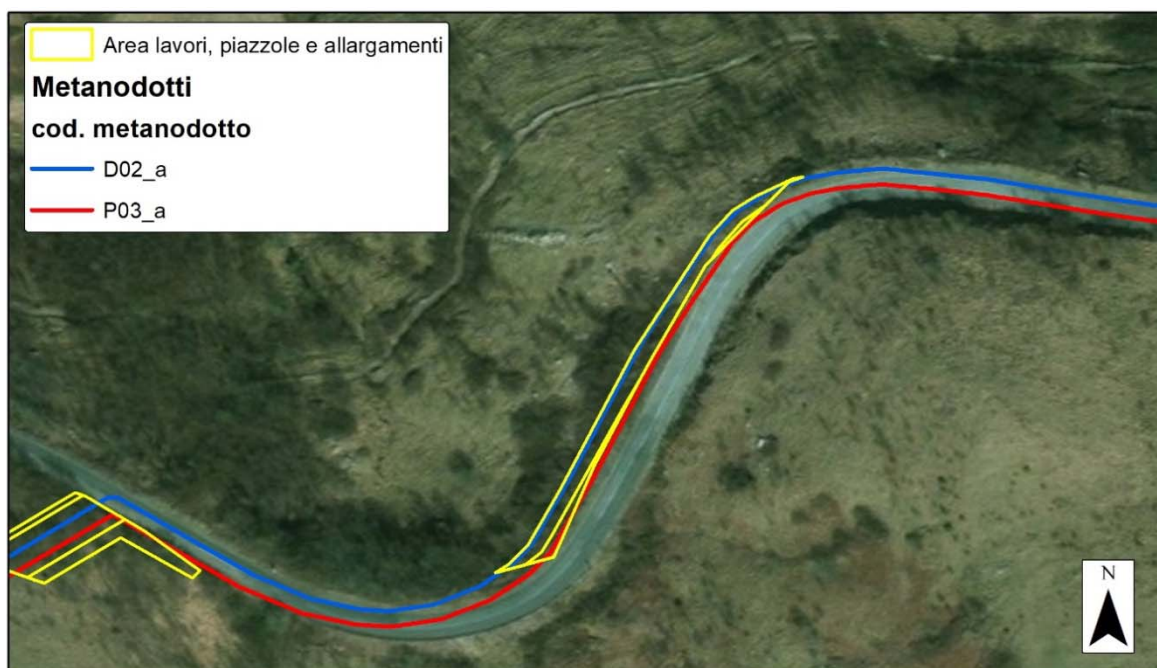 Area lavori, piazzole e allargamenti
Metanodotti
cod. metanodotto
D02_a
P03_a
N